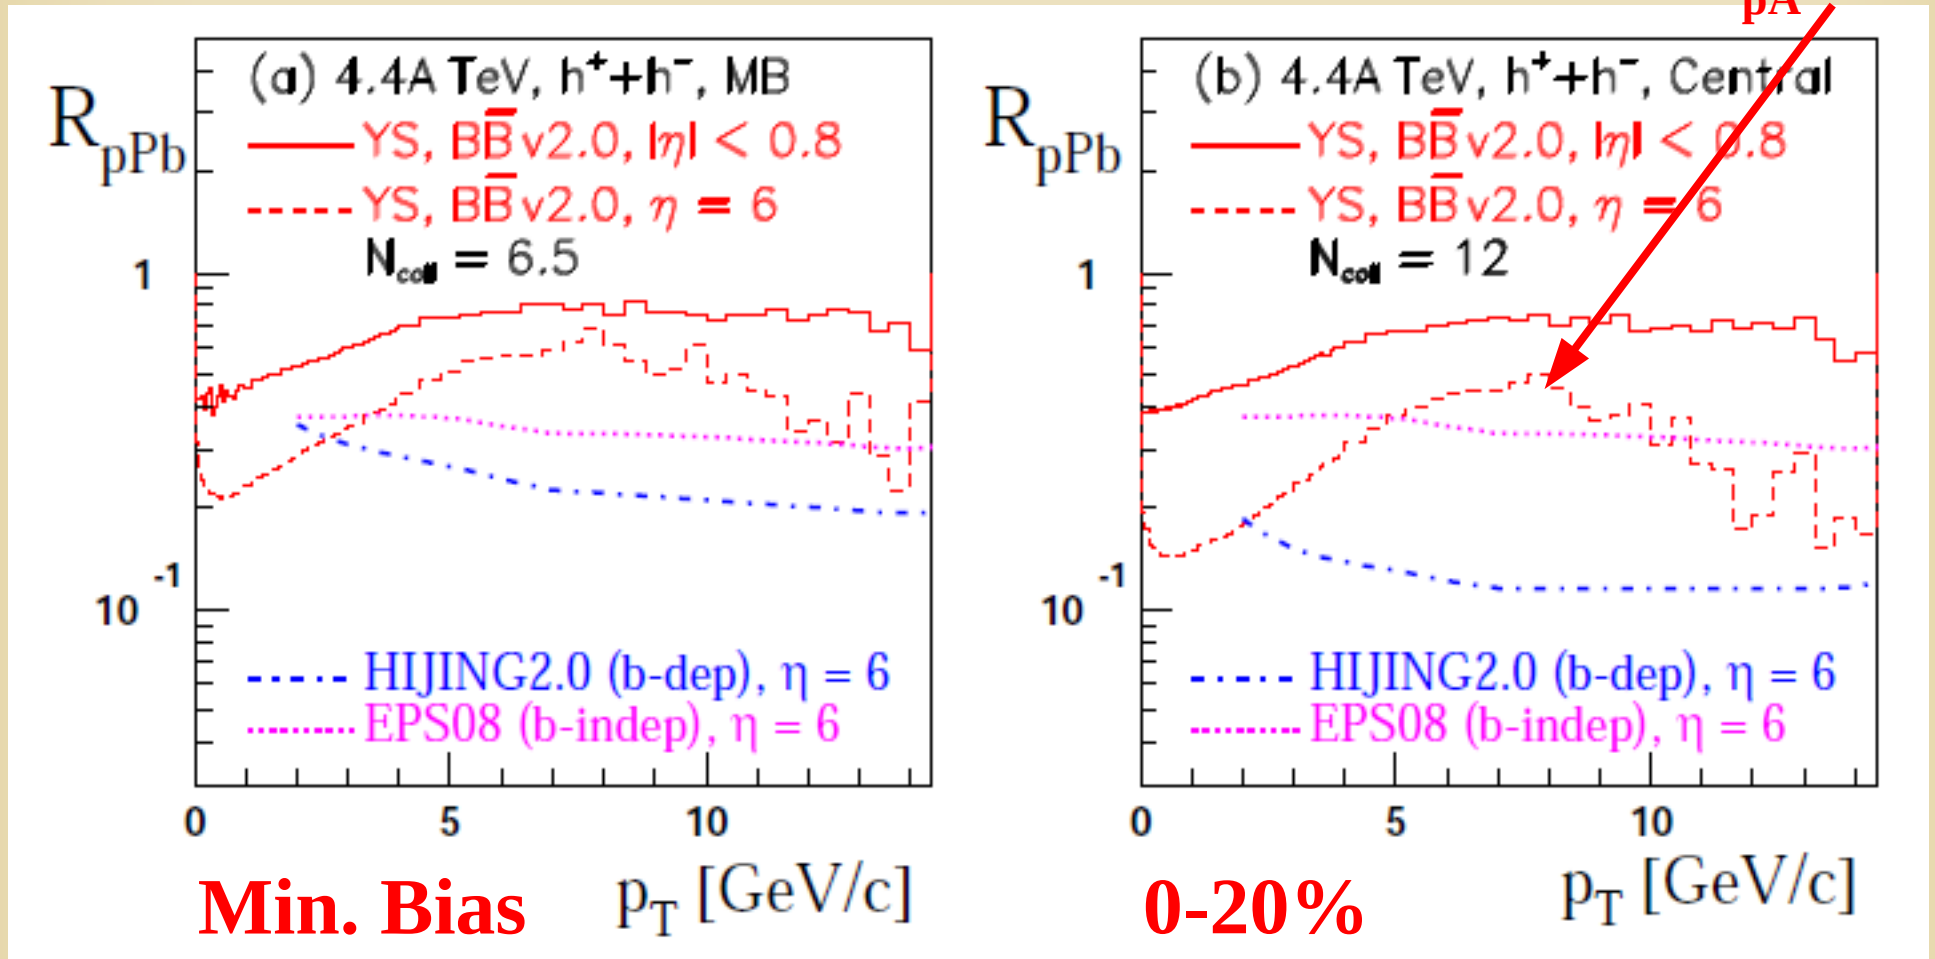 pA
(a) 4.4A TeV, h⁺+h⁻, MB
R_pPb
YS, BB̅ v2.0, |η| < 0.8
YS, BB̅ v2.0, η = 6
N_coll = 6.5
1
10⁻¹
HIJING2.0 (b-dep), η = 6
EPS08 (b-indep), η = 6
0 5 10
Min. Bias
p_T [GeV/c]
(b) 4.4A TeV, h⁺+h⁻, Central
R_pPb
YS, BB̅ v2.0, |η| < 0.8
YS, BB̅ v2.0, η = 6
N_coll = 12
1
10⁻¹
HIJING2.0 (b-dep), η = 6
EPS08 (b-indep), η = 6
0 5 10
0-20%
p_T [GeV/c]